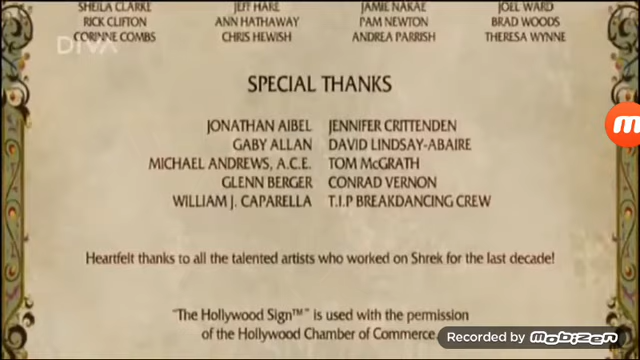 SHEILA CLARKE JEFF HARE JAMIE NAKAE JOEL WARD
RICK CLIFTON ANN HATHAWAY PAM NEWTON BRAD WOODS
CORINNE COMBS CHRIS HEWISH ANDREA PARRISH THERESA WYNNE
DIVA
SPECIAL THANKS
JONATHAN AIBEL JENNIFER CRITTENDEN
GABY ALLAN DAVID LINDSAY-ABAIRE
MICHAEL ANDREWS, A.C.E. TOM McGRATH
GLENN BERGER CONRAD VERNON
WILLIAM J. CAPARELLA T.I.P BREAKDANCING CREW
Heartfelt thanks to all the talented artists who worked on Shrek for the last decade!
"The Hollywood Sign™" is used with the permission
of the Hollywood Chamber of Commerce.
Recorded by mobizen